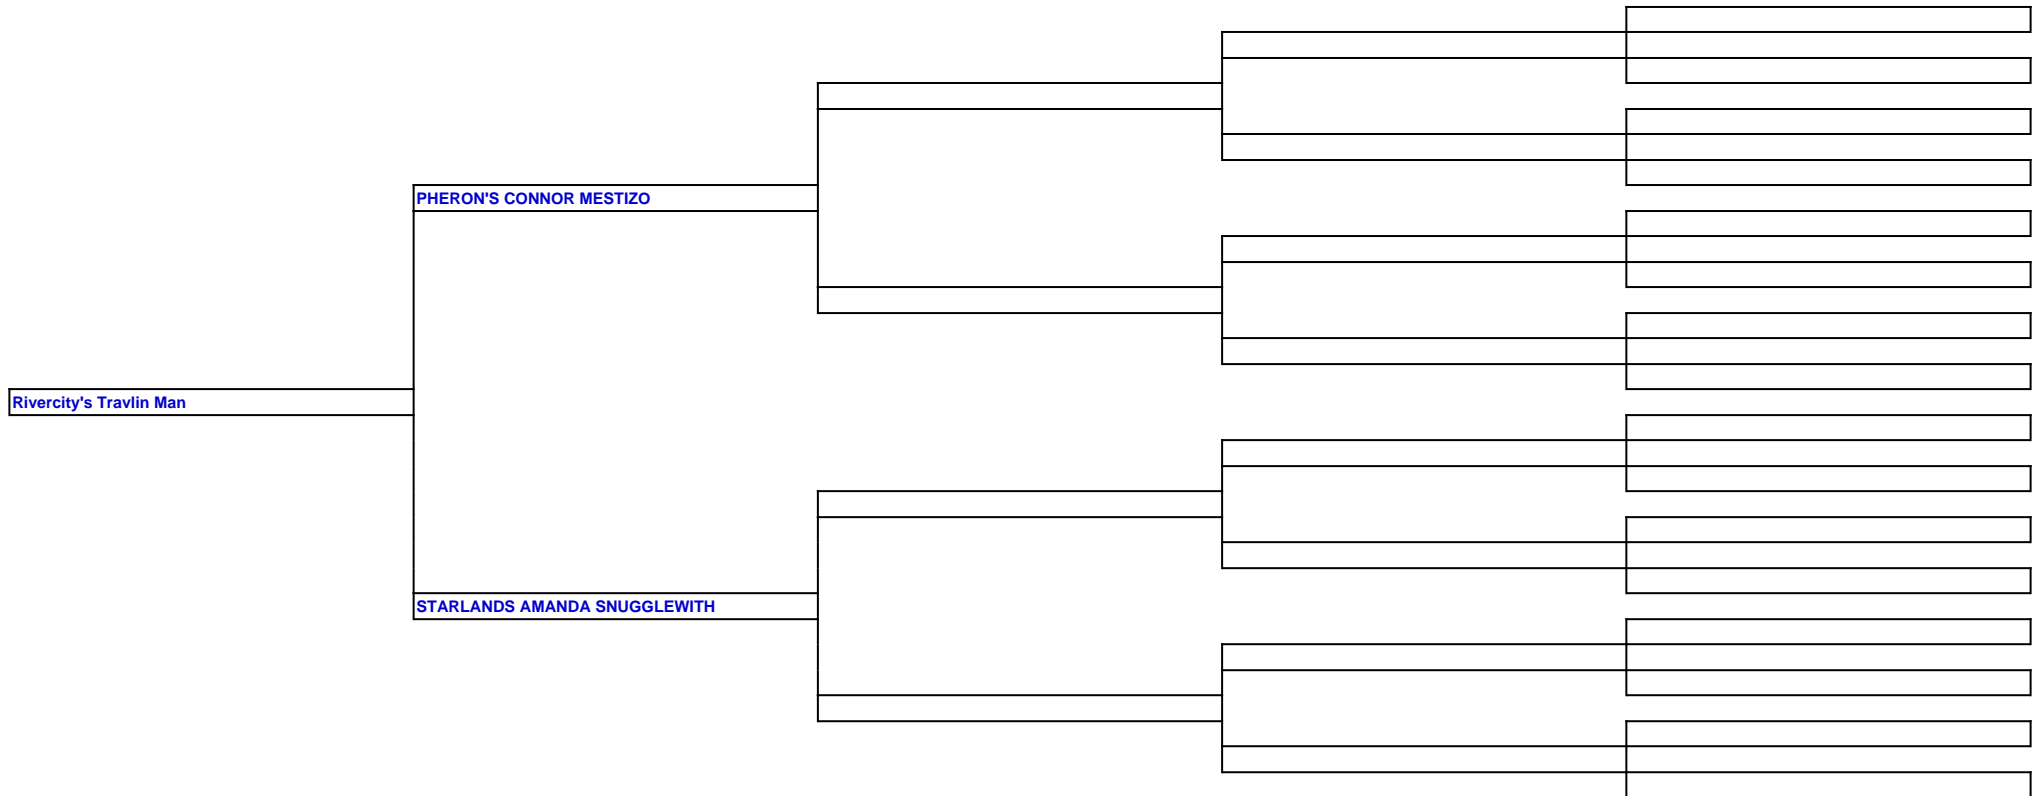 PHERON'S CONNOR MESTIZO
Rivercity's Travlin Man
STARLANDS AMANDA SNUGGLEWITH